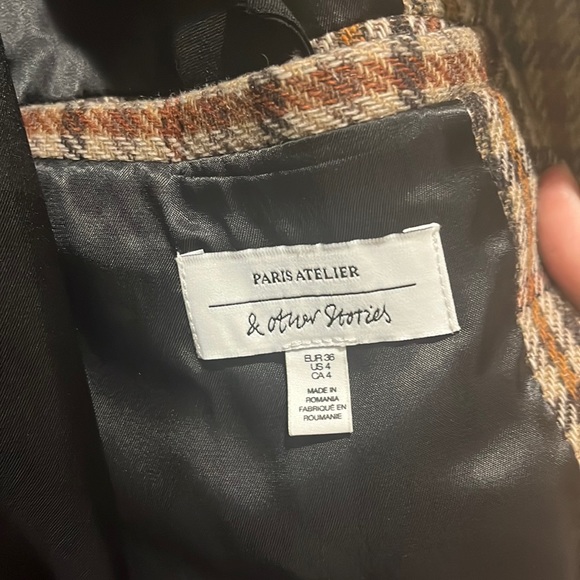 PARIS ATELIER
& other Stories
EUR 36
US 4
CA 4
MADE IN
ROMANIA
FABRIQUÉ EN
ROUMANIE